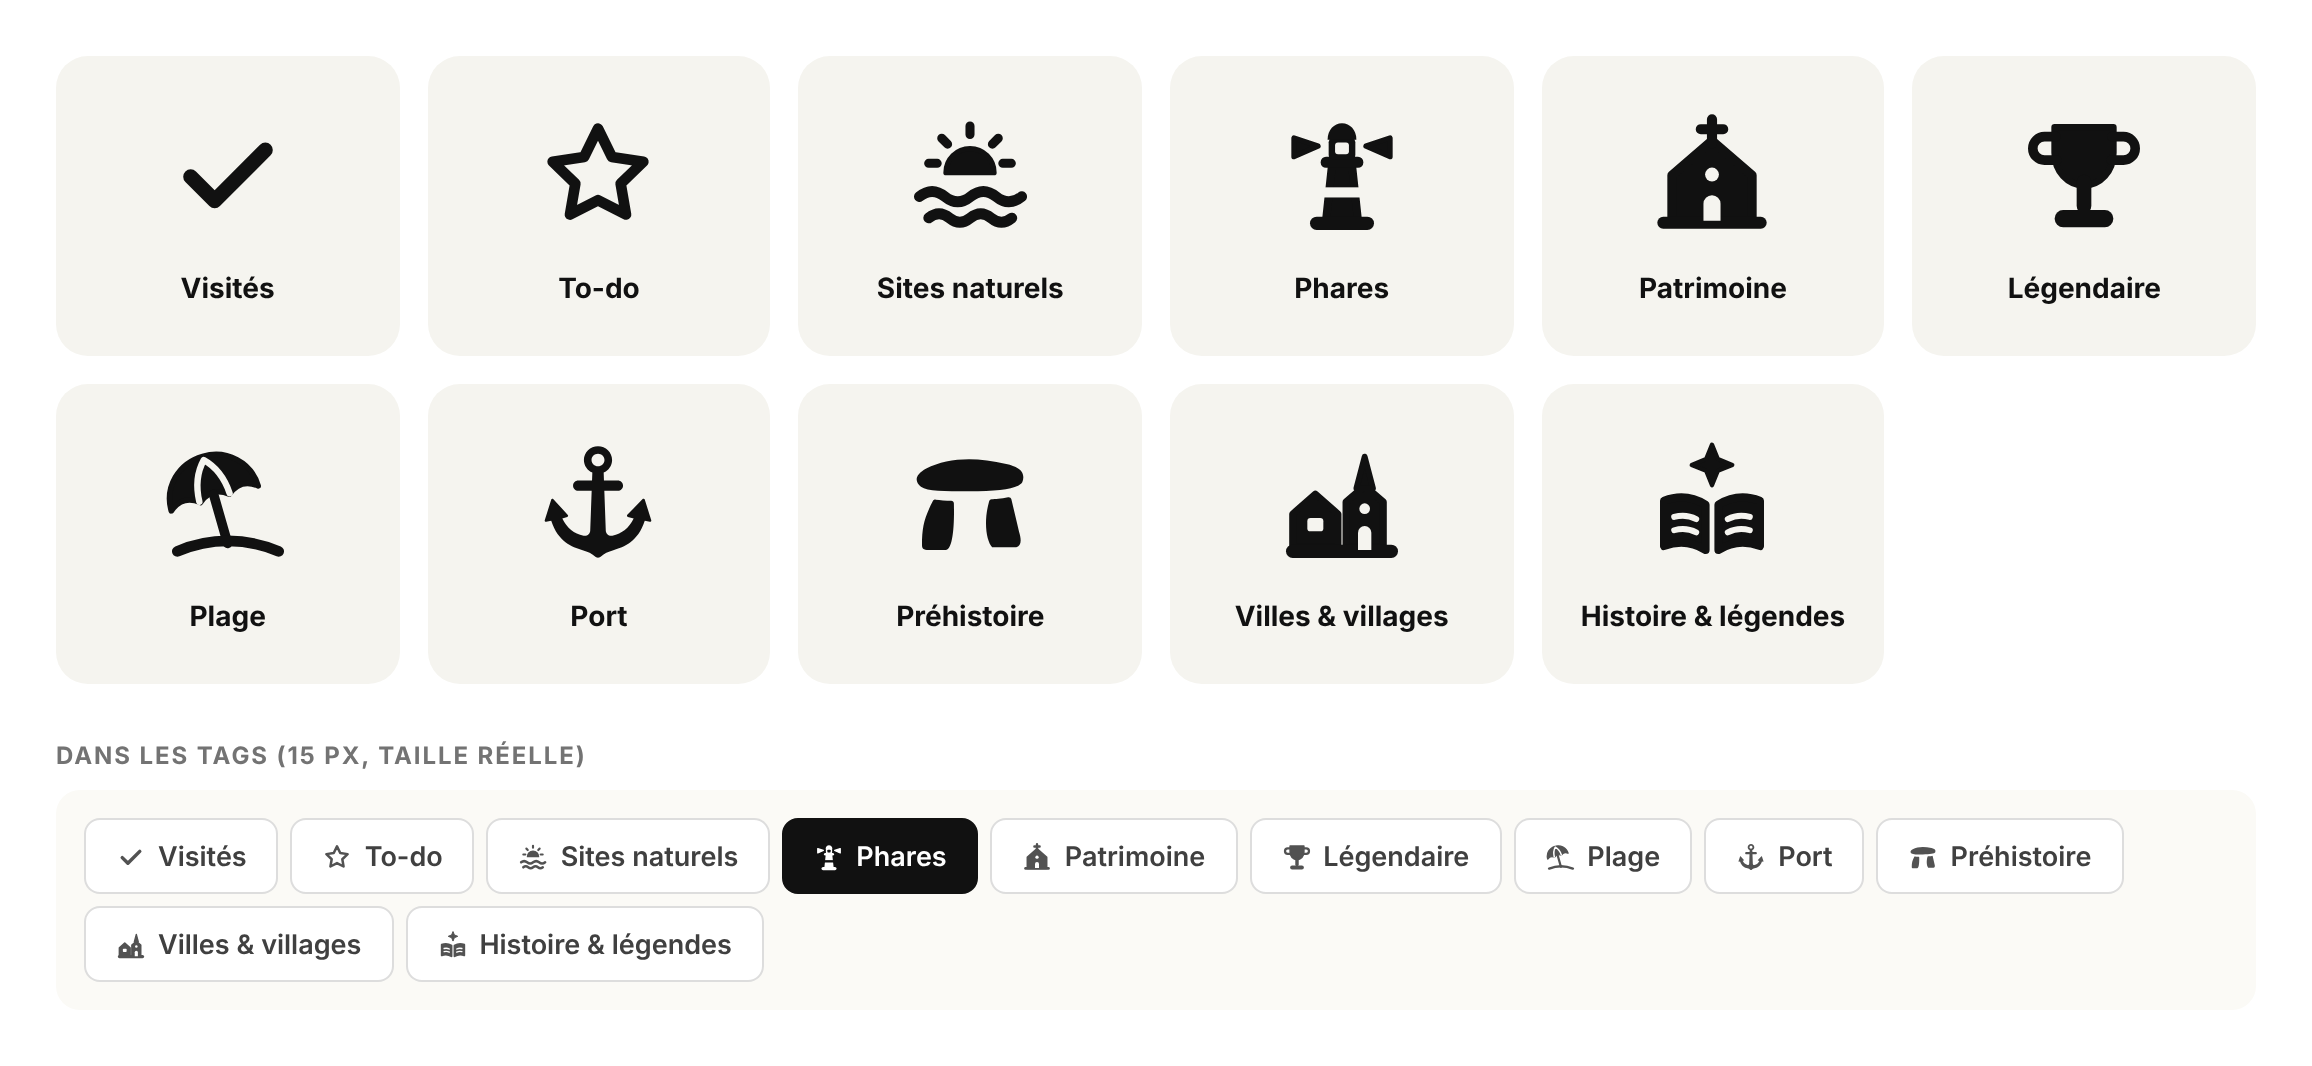 Visités
To-do
Sites naturels
Phares
Patrimoine
Légendaire
Plage
Port
Préhistoire
Villes & villages
Histoire & légendes
DANS LES TAGS (15 PX, TAILLE RÉELLE)
Visités
To-do
Sites naturels
Phares
Patrimoine
Légendaire
Plage
Port
Préhistoire
Villes & villages
Histoire & légendes